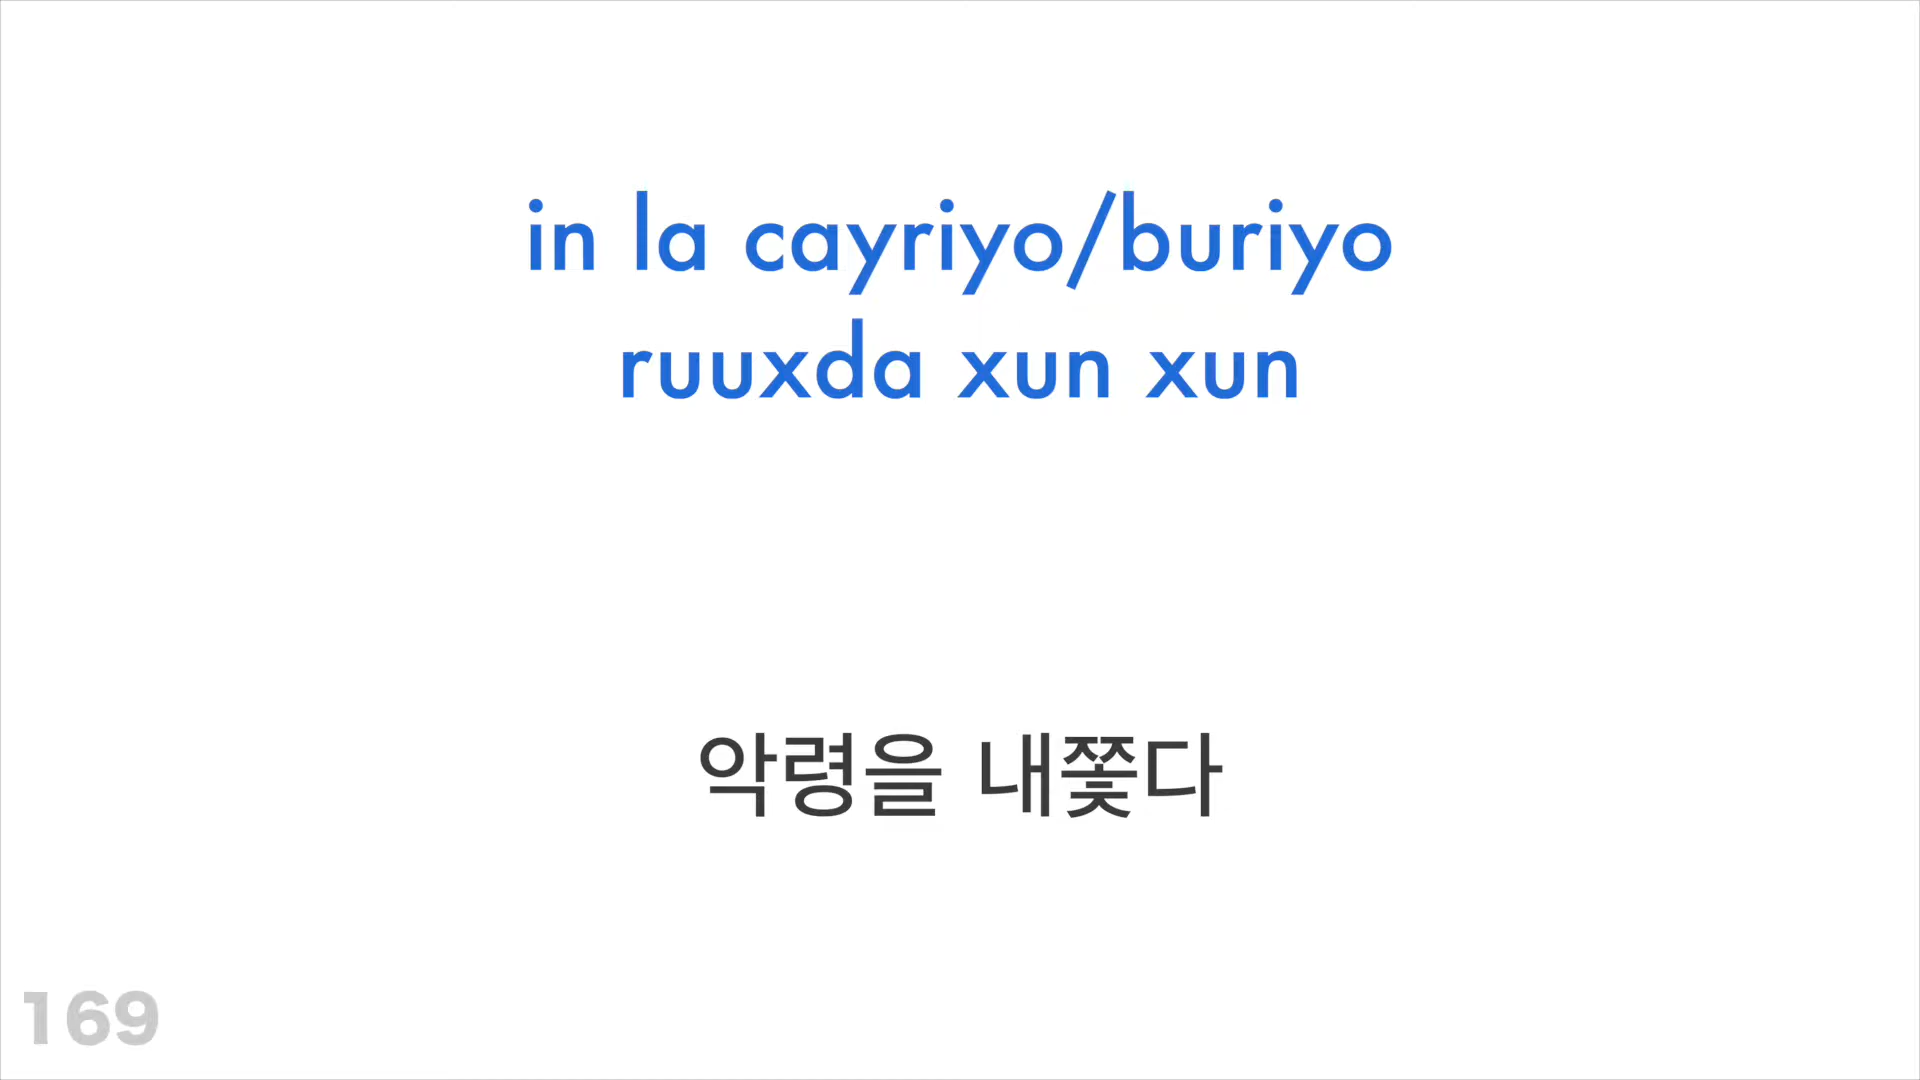 in la cayriyo/buriyo
ruuxda xun xun
악령을 내쫓다
169